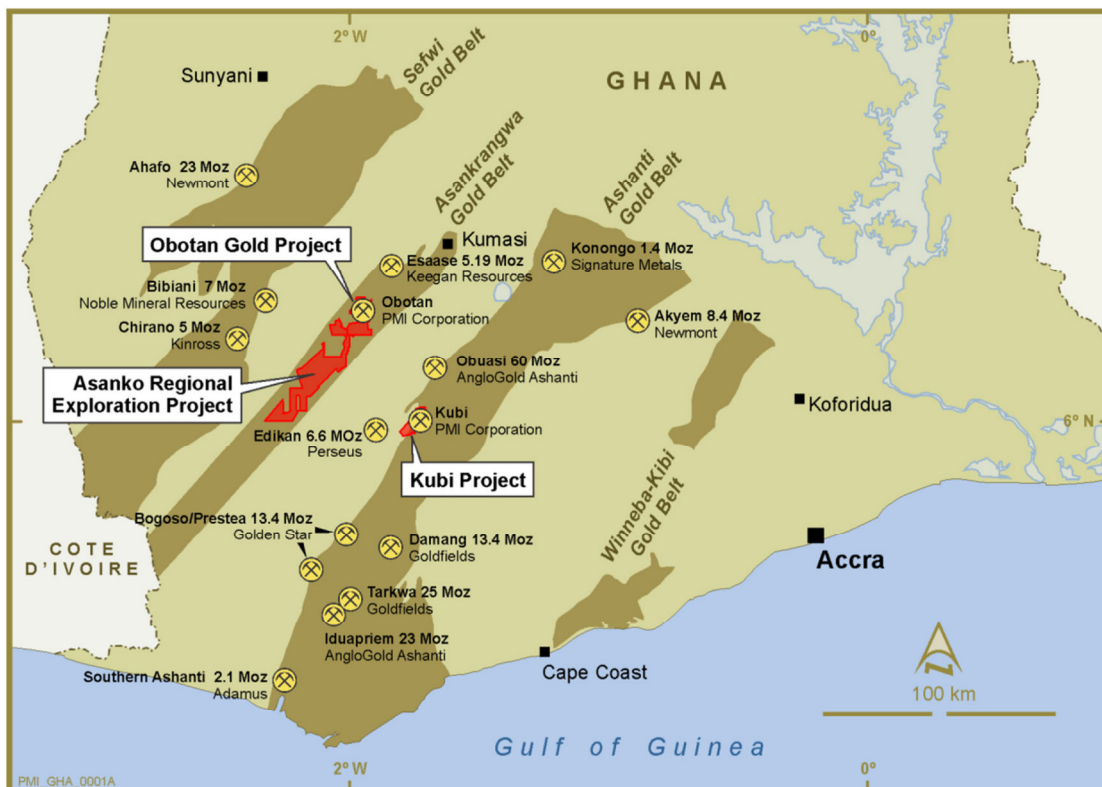 2º W
0º
Sunyani
Sefwi
Gold Belt
GHANA
Asankrangwa
Gold Belt
Ashanti
Gold Belt
Ahafo 23 Moz
Newmont
Obotan Gold Project
Kumasi
Esaase 5.19 Moz
Keegan Resources
Konongo 1.4 Moz
Signature Metals
Bibiani 7 Moz
Noble Mineral Resources
Obotan
PMI Corporation
Chirano 5 Moz
Kinross
Akyem 8.4 Moz
Newmont
Obuasi 60 Moz
AngloGold Ashanti
Asanko Regional
Exploration Project
Koforidua
Kubi
PMI Corporation
6º N
Edikan 6.6 MOz
Perseus
Kubi Project
Winneba-Kibi
Gold Belt
Bogoso/Prestea 13.4 Moz
Golden Star
Damang 13.4 Moz
Goldfields
COTE
D'IVOIRE
Accra
Tarkwa 25 Moz
Goldfields
Iduapriem 23 Moz
AngloGold Ashanti
Cape Coast
Southern Ashanti 2.1 Moz
Adamus
N
100 km
Gulf of Guinea
PMI_GHA_0001A
2º W
0º